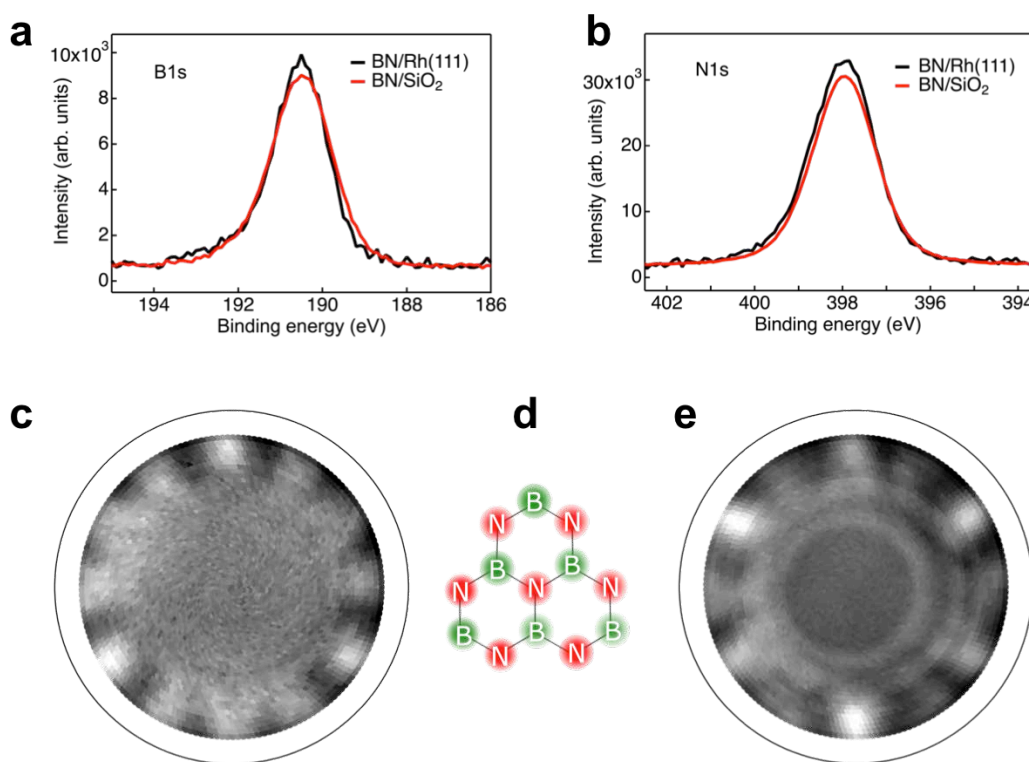 a
10x10³
8
6
4
2
0
Intensity (arb. units)
B1s
BN/Rh(111)
BN/SiO₂
194
192
190
188
186
Binding energy (eV)
b
30x10³
20
10
0
Intensity (arb. units)
N1s
BN/Rh(111)
BN/SiO₂
402
400
398
396
394
Binding energy (eV)
c
d
B
N N
B B
N N N
B B B
N N
e